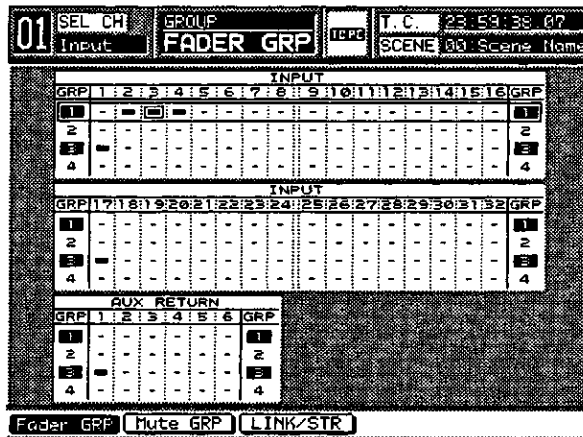 01 SEL CH GROUP T.C. 23:59:38.07
Input FADER GRP SCENE 00:Scene Name
INPUT
GRP 1 2 3 4 5 6 7 8 9 10 11 12 13 14 15 16 GRP
1 - - - - - - - - - - - - - - - - 1
2 - - - - - - - - - - - - - - - - 2
3 - - - - - - - - - - - - - - - - 3
4 - - - - - - - - - - - - - - - - 4
INPUT
GRP 17 18 19 20 21 22 23 24 25 26 27 28 29 30 31 32 GRP
1 - - - - - - - - - - - - - - - - 1
2 - - - - - - - - - - - - - - - - 2
3 - - - - - - - - - - - - - - - - 3
4 - - - - - - - - - - - - - - - - 4
AUX RETURN
GRP 1 2 3 4 5 6 GRP
1 - - - - - - 1
2 - - - - - - 2
3 - - - - - - 3
4 - - - - - - 4
Fader GRP Mute GRP LINK/STR